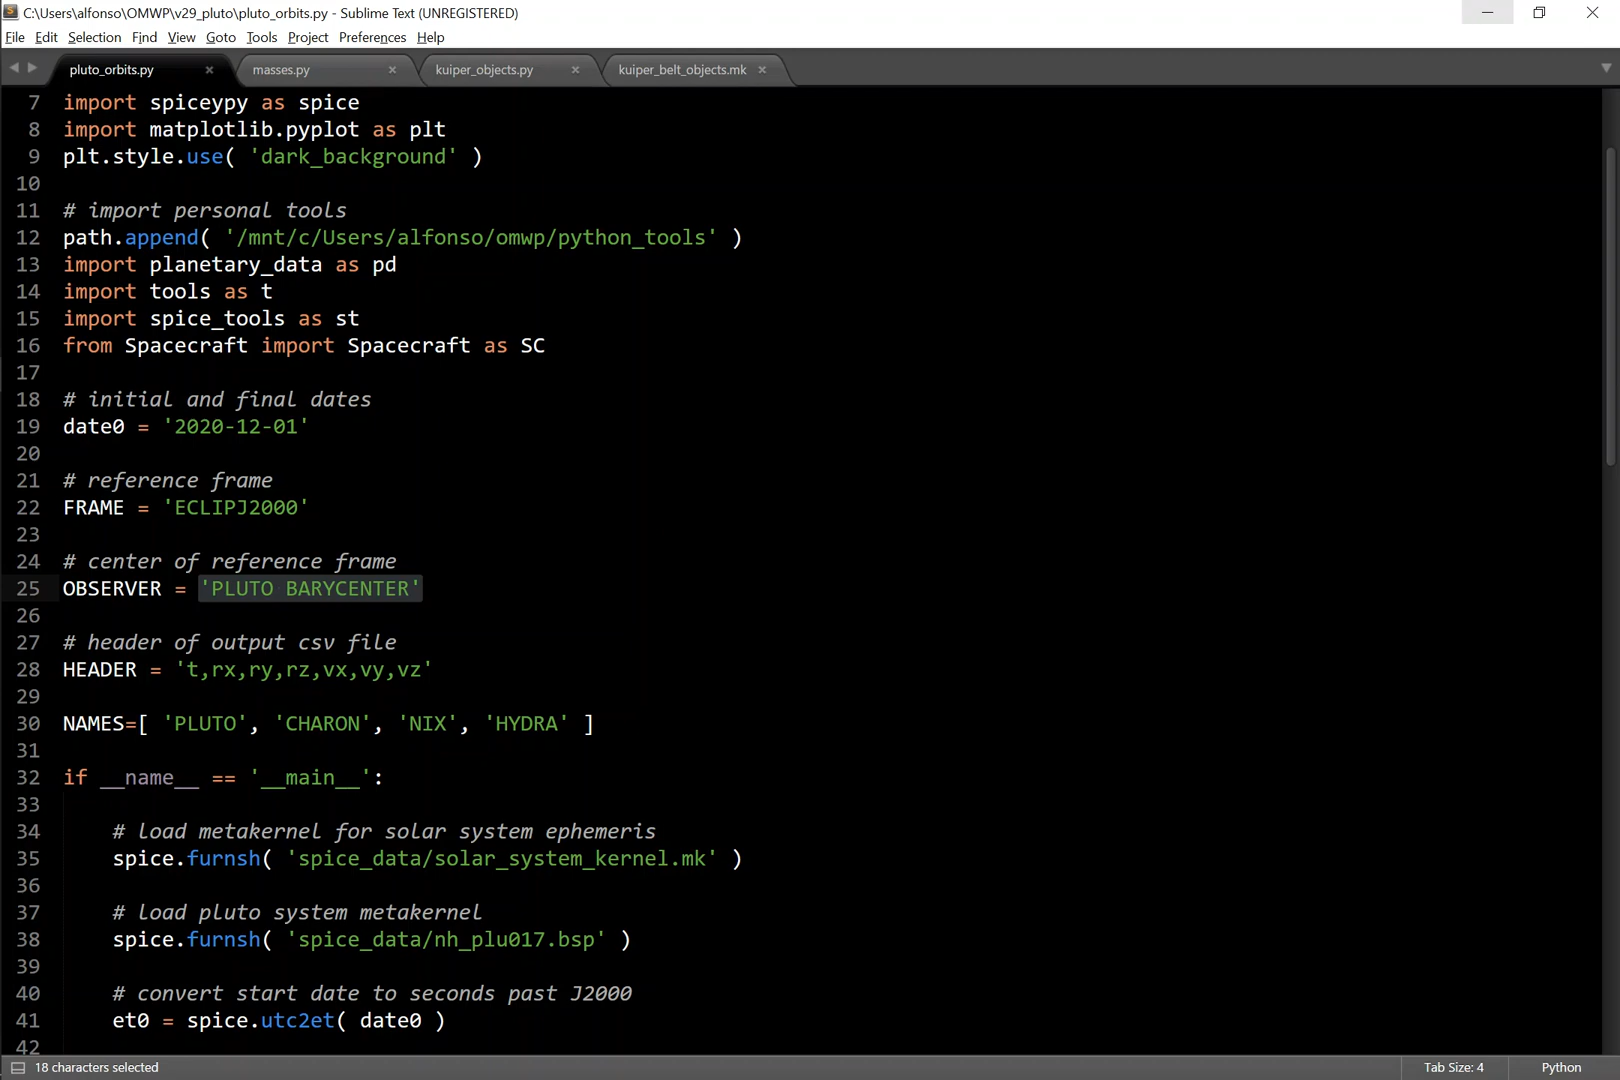 C:\Users\alfonso\OMWP\v29_pluto\pluto_orbits.py - Sublime Text (UNREGISTERED)
File Edit Selection Find View Goto Tools Project Preferences Help
pluto_orbits.py masses.py kuiper_objects.py kuiper_belt_objects.mk
7 import spiceypy as spice
8 import matplotlib.pyplot as plt
9 plt.style.use( 'dark_background' )
10
11 # import personal tools
12 path.append( '/mnt/c/Users/alfonso/omwp/python_tools' )
13 import planetary_data as pd
14 import tools as t
15 import spice_tools as st
16 from Spacecraft import Spacecraft as SC
17
18 # initial and final dates
19 date0 = '2020-12-01'
20
21 # reference frame
22 FRAME = 'ECLIPJ2000'
23
24 # center of reference frame
25 OBSERVER = 'PLUTO BARYCENTER'
26
27 # header of output csv file
28 HEADER = 't,rx,ry,rz,vx,vy,vz'
29
30 NAMES=[ 'PLUTO', 'CHARON', 'NIX', 'HYDRA' ]
31
32 if __name__ == '__main__':
33
34 # load metakernel for solar system ephemeris
35 spice.furnsh( 'spice_data/solar_system_kernel.mk' )
36
37 # load pluto system metakernel
38 spice.furnsh( 'spice_data/nh_plu017.bsp' )
39
40 # convert start date to seconds past J2000
41 et0 = spice.utc2et( date0 )
42
18 characters selected Tab Size: 4 Python